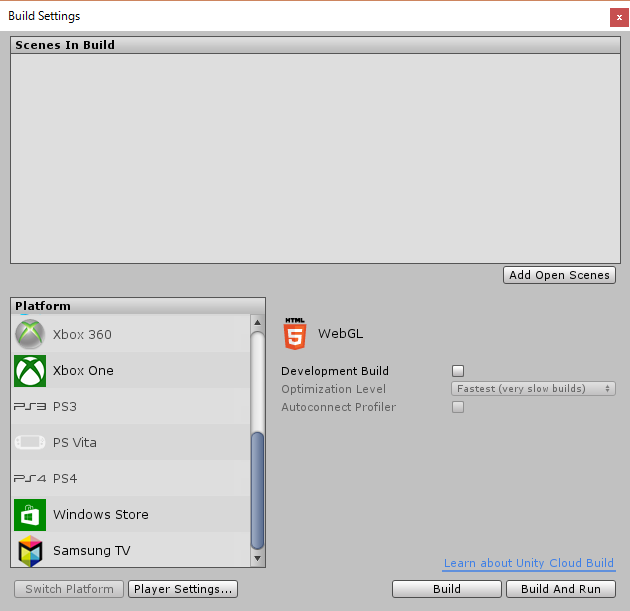 Build Settings
x
Scenes In Build
Add Open Scenes
Platform
Xbox 360
Xbox One
PS3 PS3
PS Vita
PS4 PS4
Windows Store
Samsung TV
HTML
5
WebGL
Development Build
Optimization Level Fastest (very slow builds)
Autoconnect Profiler
Learn about Unity Cloud Build
Switch Platform Player Settings... Build Build And Run